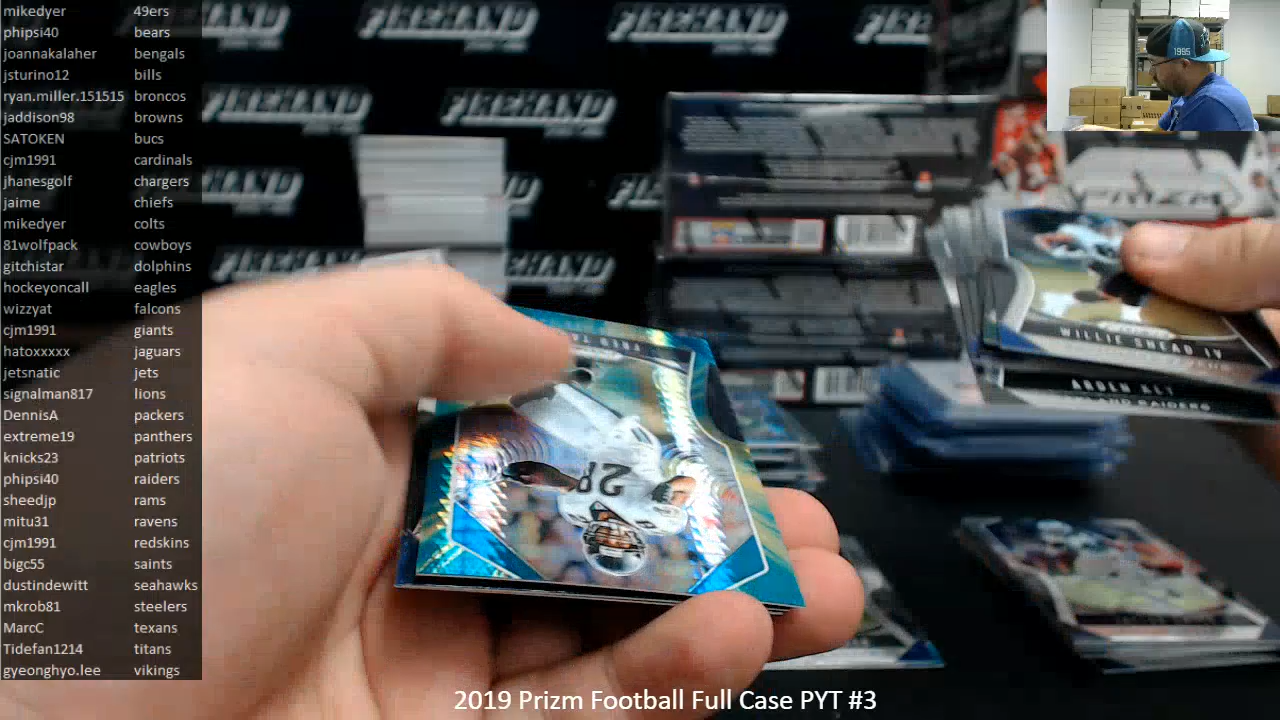 mikedyer 49ers
phipsi40 bears
joannakalaher bengals
jsturino12 bills
ryan.miller.151515 broncos
jaddison98 browns
SATOKEN bucs
cjm1991 cardinals
jhanesgolf chargers
jaime chiefs
mikedyer colts
81wolfpack cowboys
gitchistar dolphins
hockeyoncall eagles
wizzyat falcons
cjm1991 giants
hatoxxxxx jaguars
jetsnatic jets
signalman817 lions
DennisA packers
extreme19 panthers
knicks23 patriots
phipsi40 raiders
sheedjp rams
mitu31 ravens
cjm1991 redskins
bigc55 saints
dustindewitt seahawks
mkrob81 steelers
MarcC texans
Tidefan1214 titans
gyeonghyo.lee vikings
FIREHAND
FIREHAND
FIREHAND
FIREHAND
FIREHAND
1995
PRIZM
WILLIE SNEAD IV
ARDEN KEY
RAIDERS
28
2019 Prizm Football Full Case PYT #3